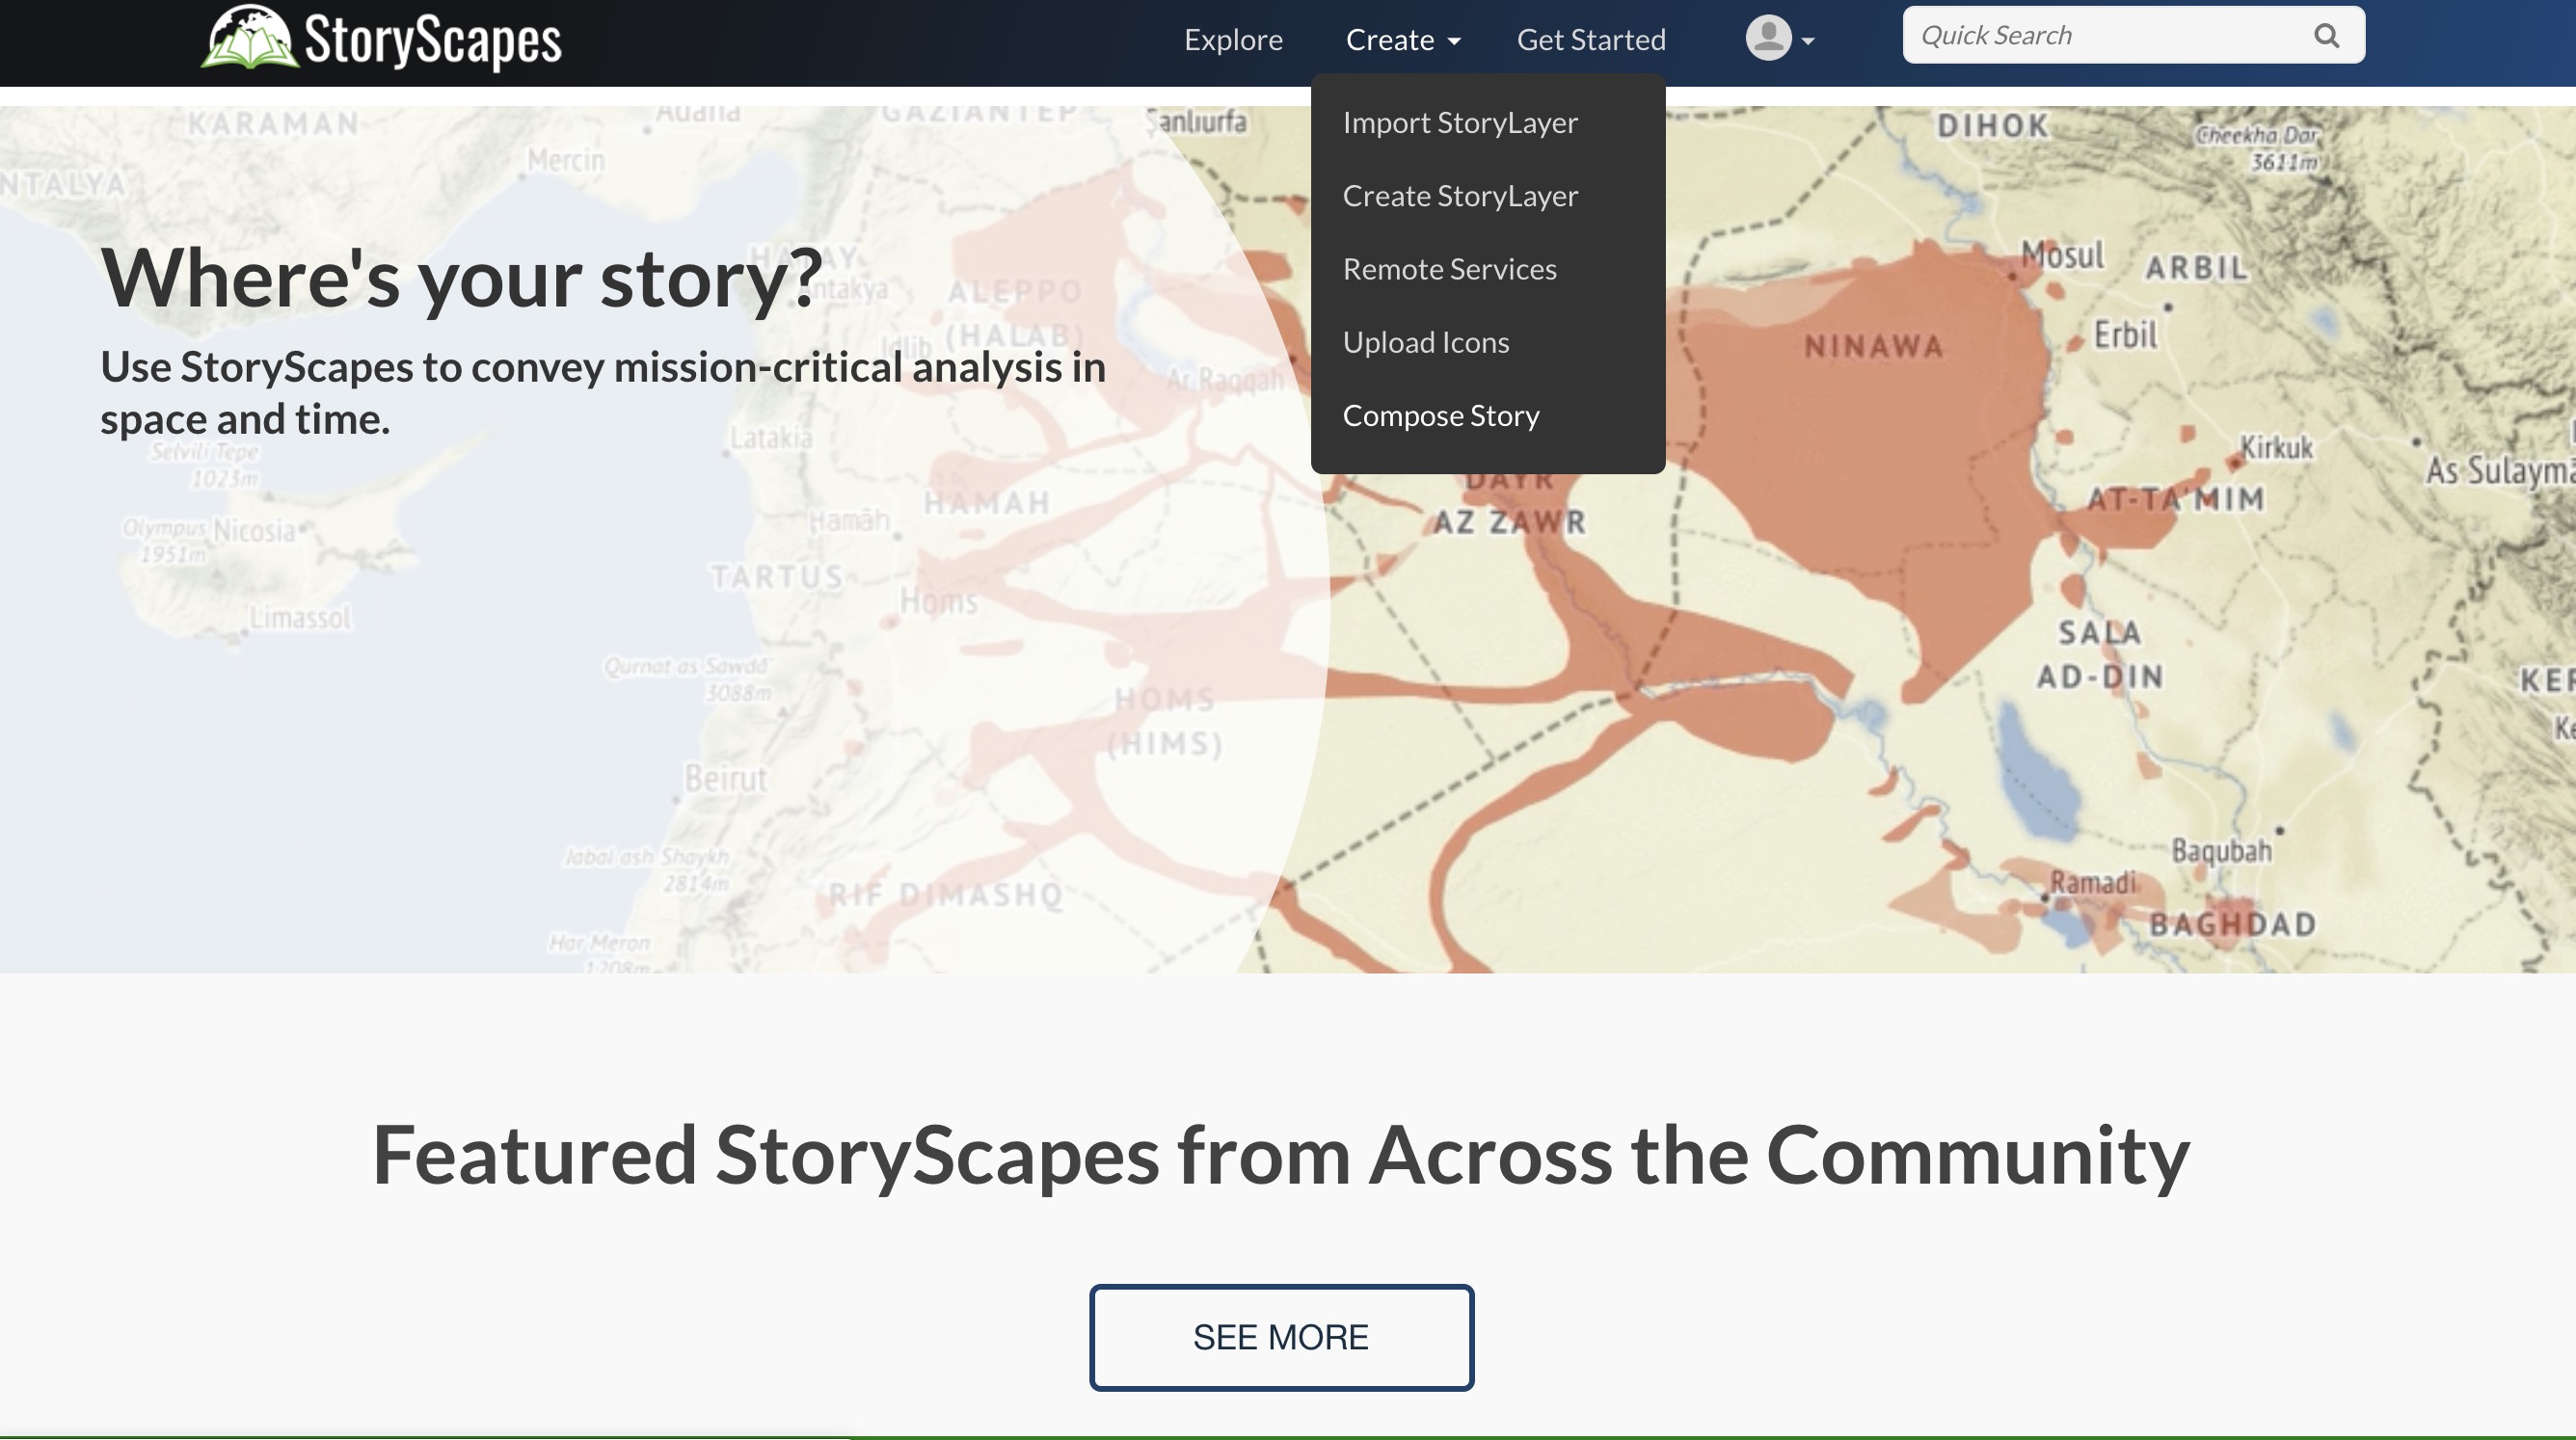 StoryScapes
Explore
Create
Get Started
Quick Search
Import StoryLayer
Create StoryLayer
Remote Services
Upload Icons
Compose Story
Where's your story?
Use StoryScapes to convey mission-critical analysis in
space and time.
KARAMAN
Adana
GAZIANTEP
Şanlıurfa
DIHOK
Cheekha Dar
3611m
Mercin
NTALYA
HATAY
Antakya
ALEPPO
(HALAB)
Idlib
Ar Raqqah
Mosul
ARBIL
Erbil
NINAWA
Latakia
Selvili Tepe
1023m
Kirkuk
As Sulayma
HAMAH
Hamāh
DAYR
AZ ZAWR
AT-TA'MIM
Olympus
1951m
Nicosia
TARTUS
Homs
Limassol
SALA
AD-DIN
Qurnat as Sawdā
3088m
HOMS
(HIMS)
KER
Ke
Beirut
Jabal ash Shaykh
2814m
Baqubah
Ramadi
RIF DIMASHQ
BAGHDAD
Har Meron
1208m
Featured StoryScapes from Across the Community
SEE MORE